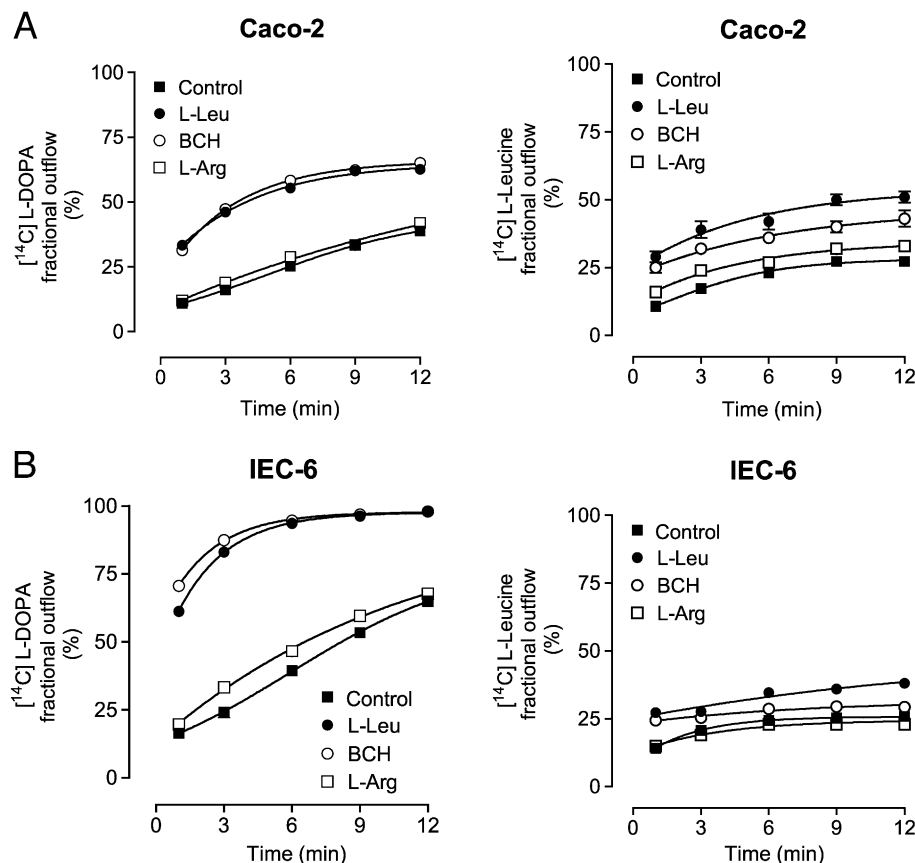 A
Caco-2
[14C] L-DOPA
fractional outflow
(%)
100
75
50
25
0
Control
L-Leu
BCH
L-Arg
0 3 6 9 12
Time (min)
Caco-2
[14C] L-Leucine
fractional outflow
(%)
100
75
50
25
0
Control
L-Leu
BCH
L-Arg
0 3 6 9 12
Time (min)
B
IEC-6
[14C] L-DOPA
fractional outflow
(%)
100
75
50
25
0
Control
L-Leu
BCH
L-Arg
0 3 6 9 12
Time (min)
IEC-6
[14C] L-Leucine
fractional outflow
(%)
100
75
50
25
0
Control
L-Leu
BCH
L-Arg
0 3 6 9 12
Time (min)